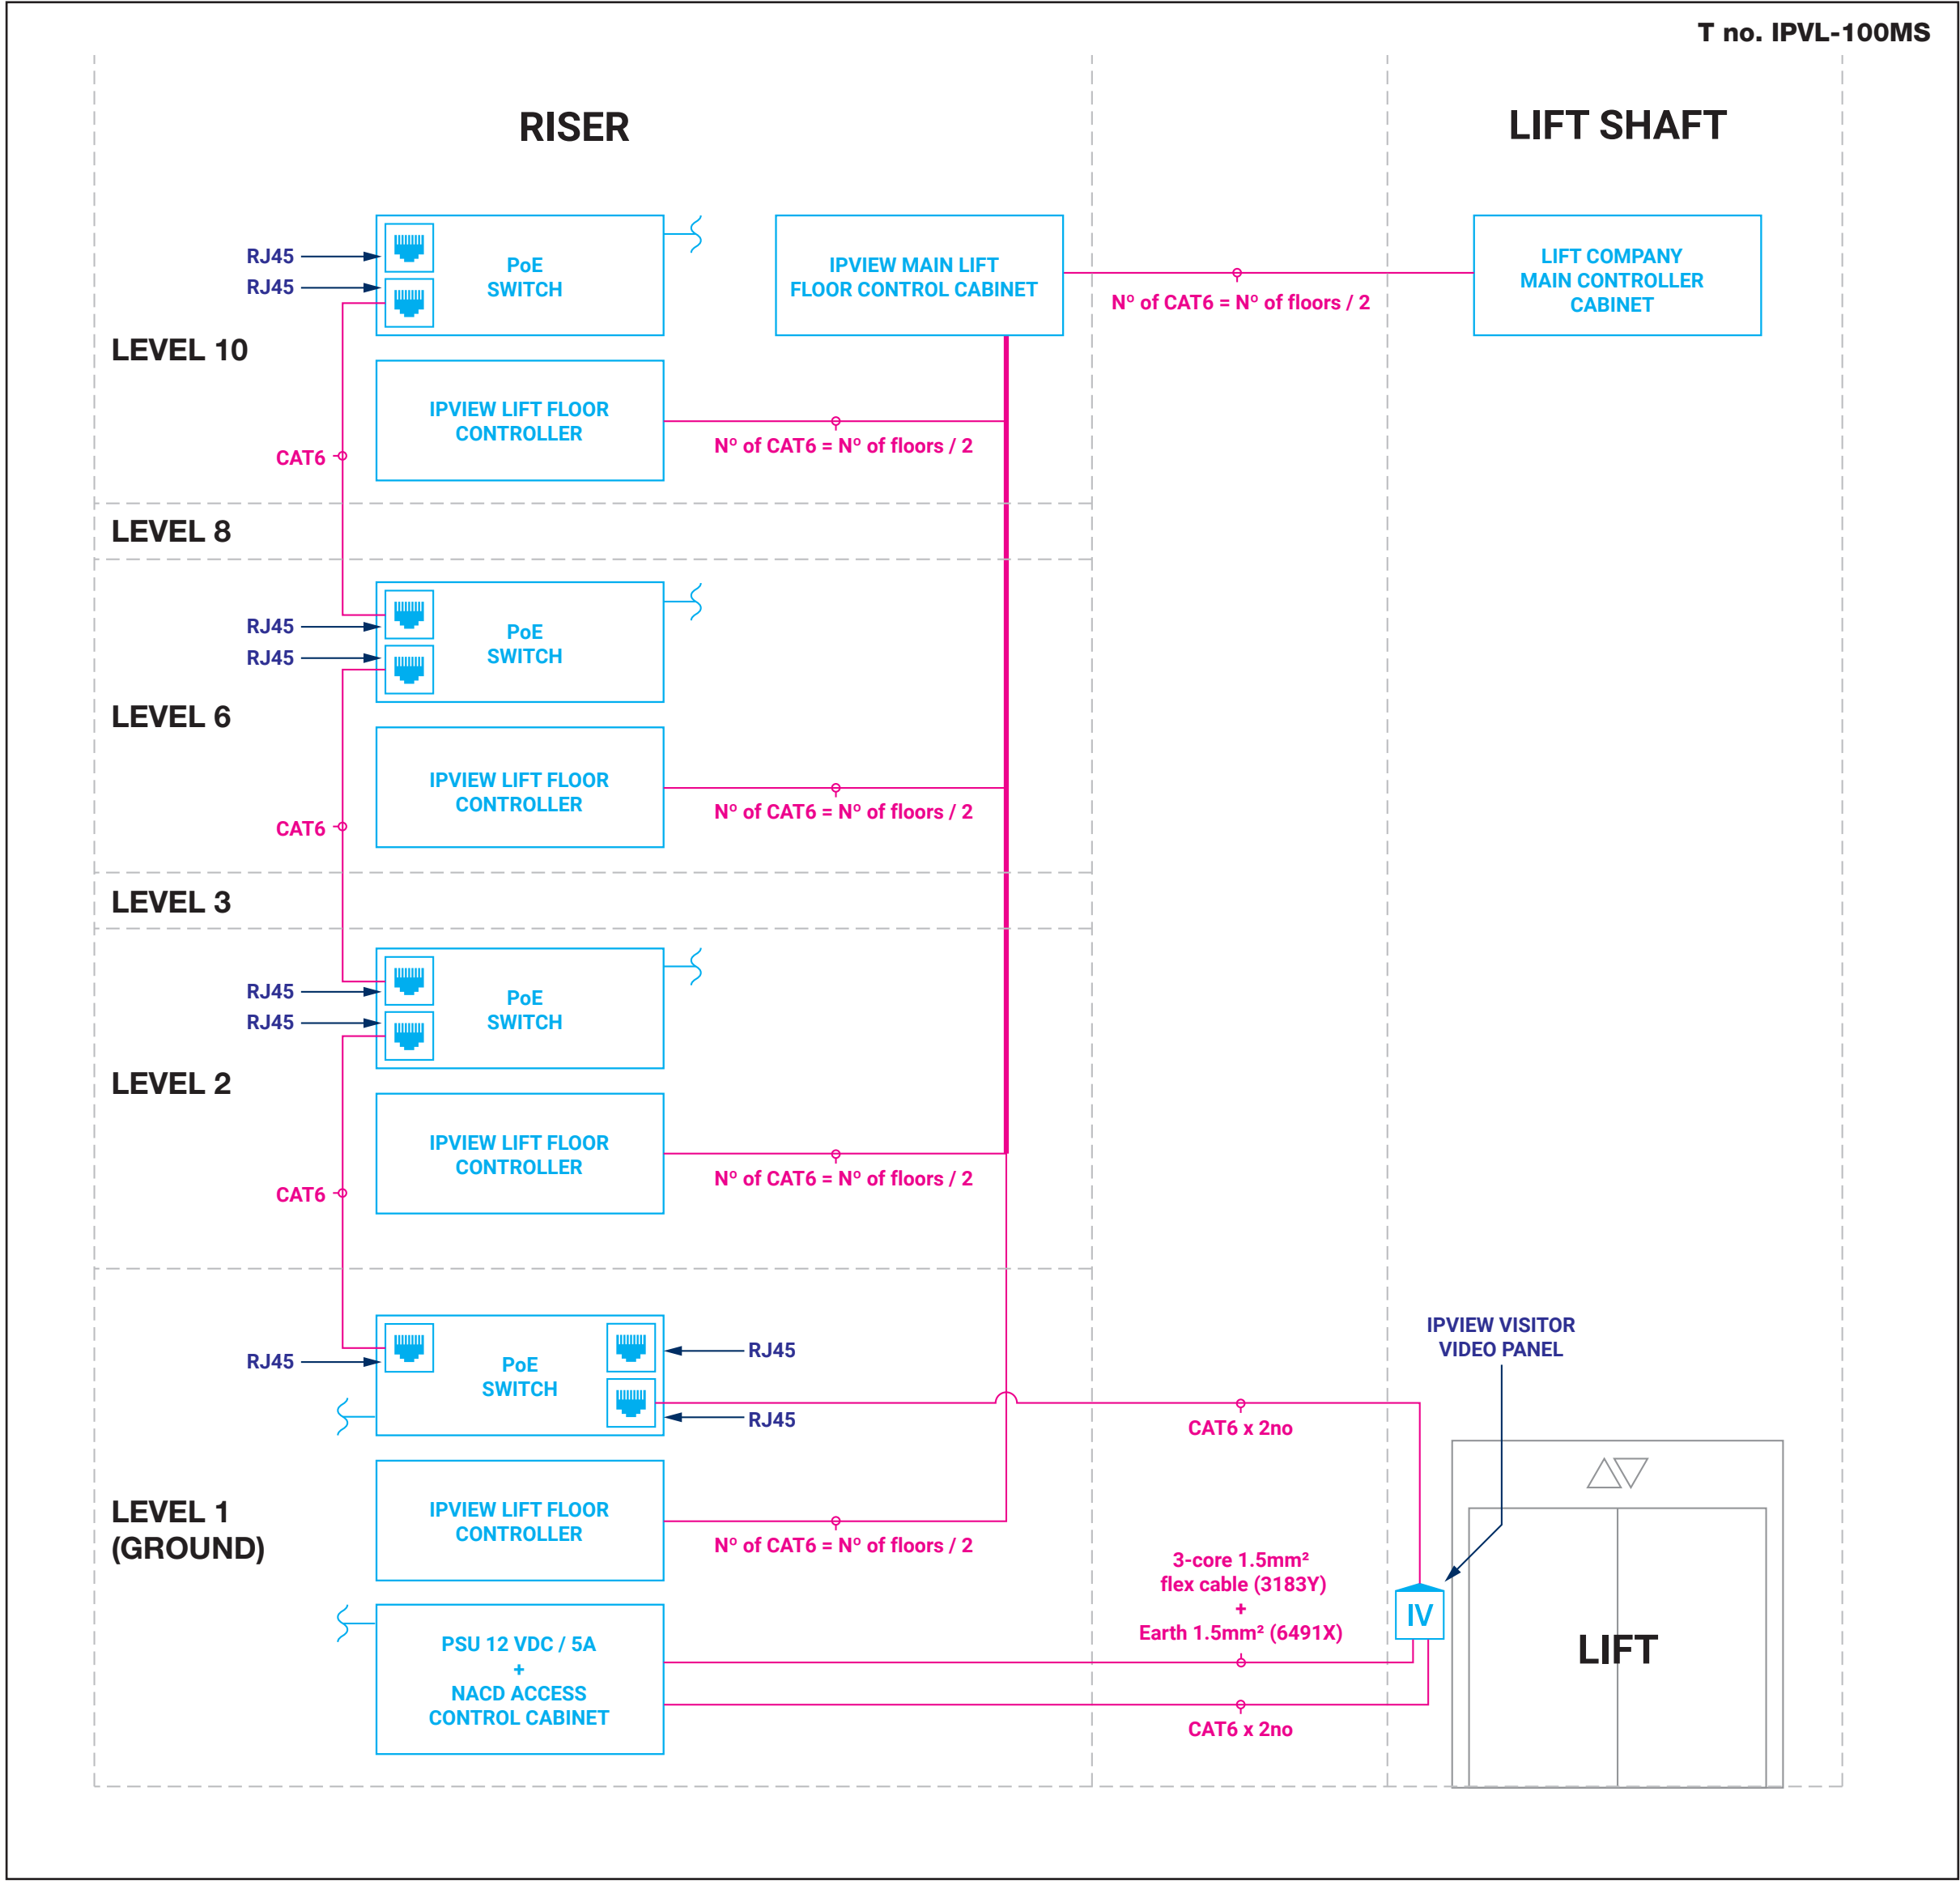 T no. IPVL-100MS
RISER
LIFT SHAFT
RJ45
RJ45
PoE
SWITCH
IPVIEW MAIN LIFT
FLOOR CONTROL CABINET
Nº of CAT6 = Nº of floors / 2
LIFT COMPANY
MAIN CONTROLLER
CABINET
LEVEL 10
IPVIEW LIFT FLOOR
CONTROLLER
Nº of CAT6 = Nº of floors / 2
CAT6
LEVEL 8
RJ45
RJ45
PoE
SWITCH
LEVEL 6
IPVIEW LIFT FLOOR
CONTROLLER
Nº of CAT6 = Nº of floors / 2
CAT6
LEVEL 3
RJ45
RJ45
PoE
SWITCH
LEVEL 2
IPVIEW LIFT FLOOR
CONTROLLER
Nº of CAT6 = Nº of floors / 2
CAT6
RJ45
PoE
SWITCH
RJ45
RJ45
CAT6 x 2no
IPVIEW VISITOR
VIDEO PANEL
LEVEL 1
(GROUND)
IPVIEW LIFT FLOOR
CONTROLLER
Nº of CAT6 = Nº of floors / 2
3-core 1.5mm²
flex cable (3183Y)
+
Earth 1.5mm² (6491X)
IV
LIFT
PSU 12 VDC / 5A
+
NACD ACCESS
CONTROL CABINET
CAT6 x 2no